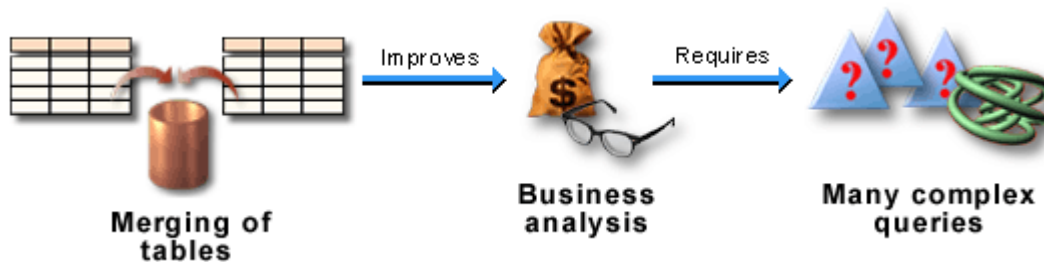 Improves
Requires
$
? ? ?
Merging of
tables
Business
analysis
Many complex
queries